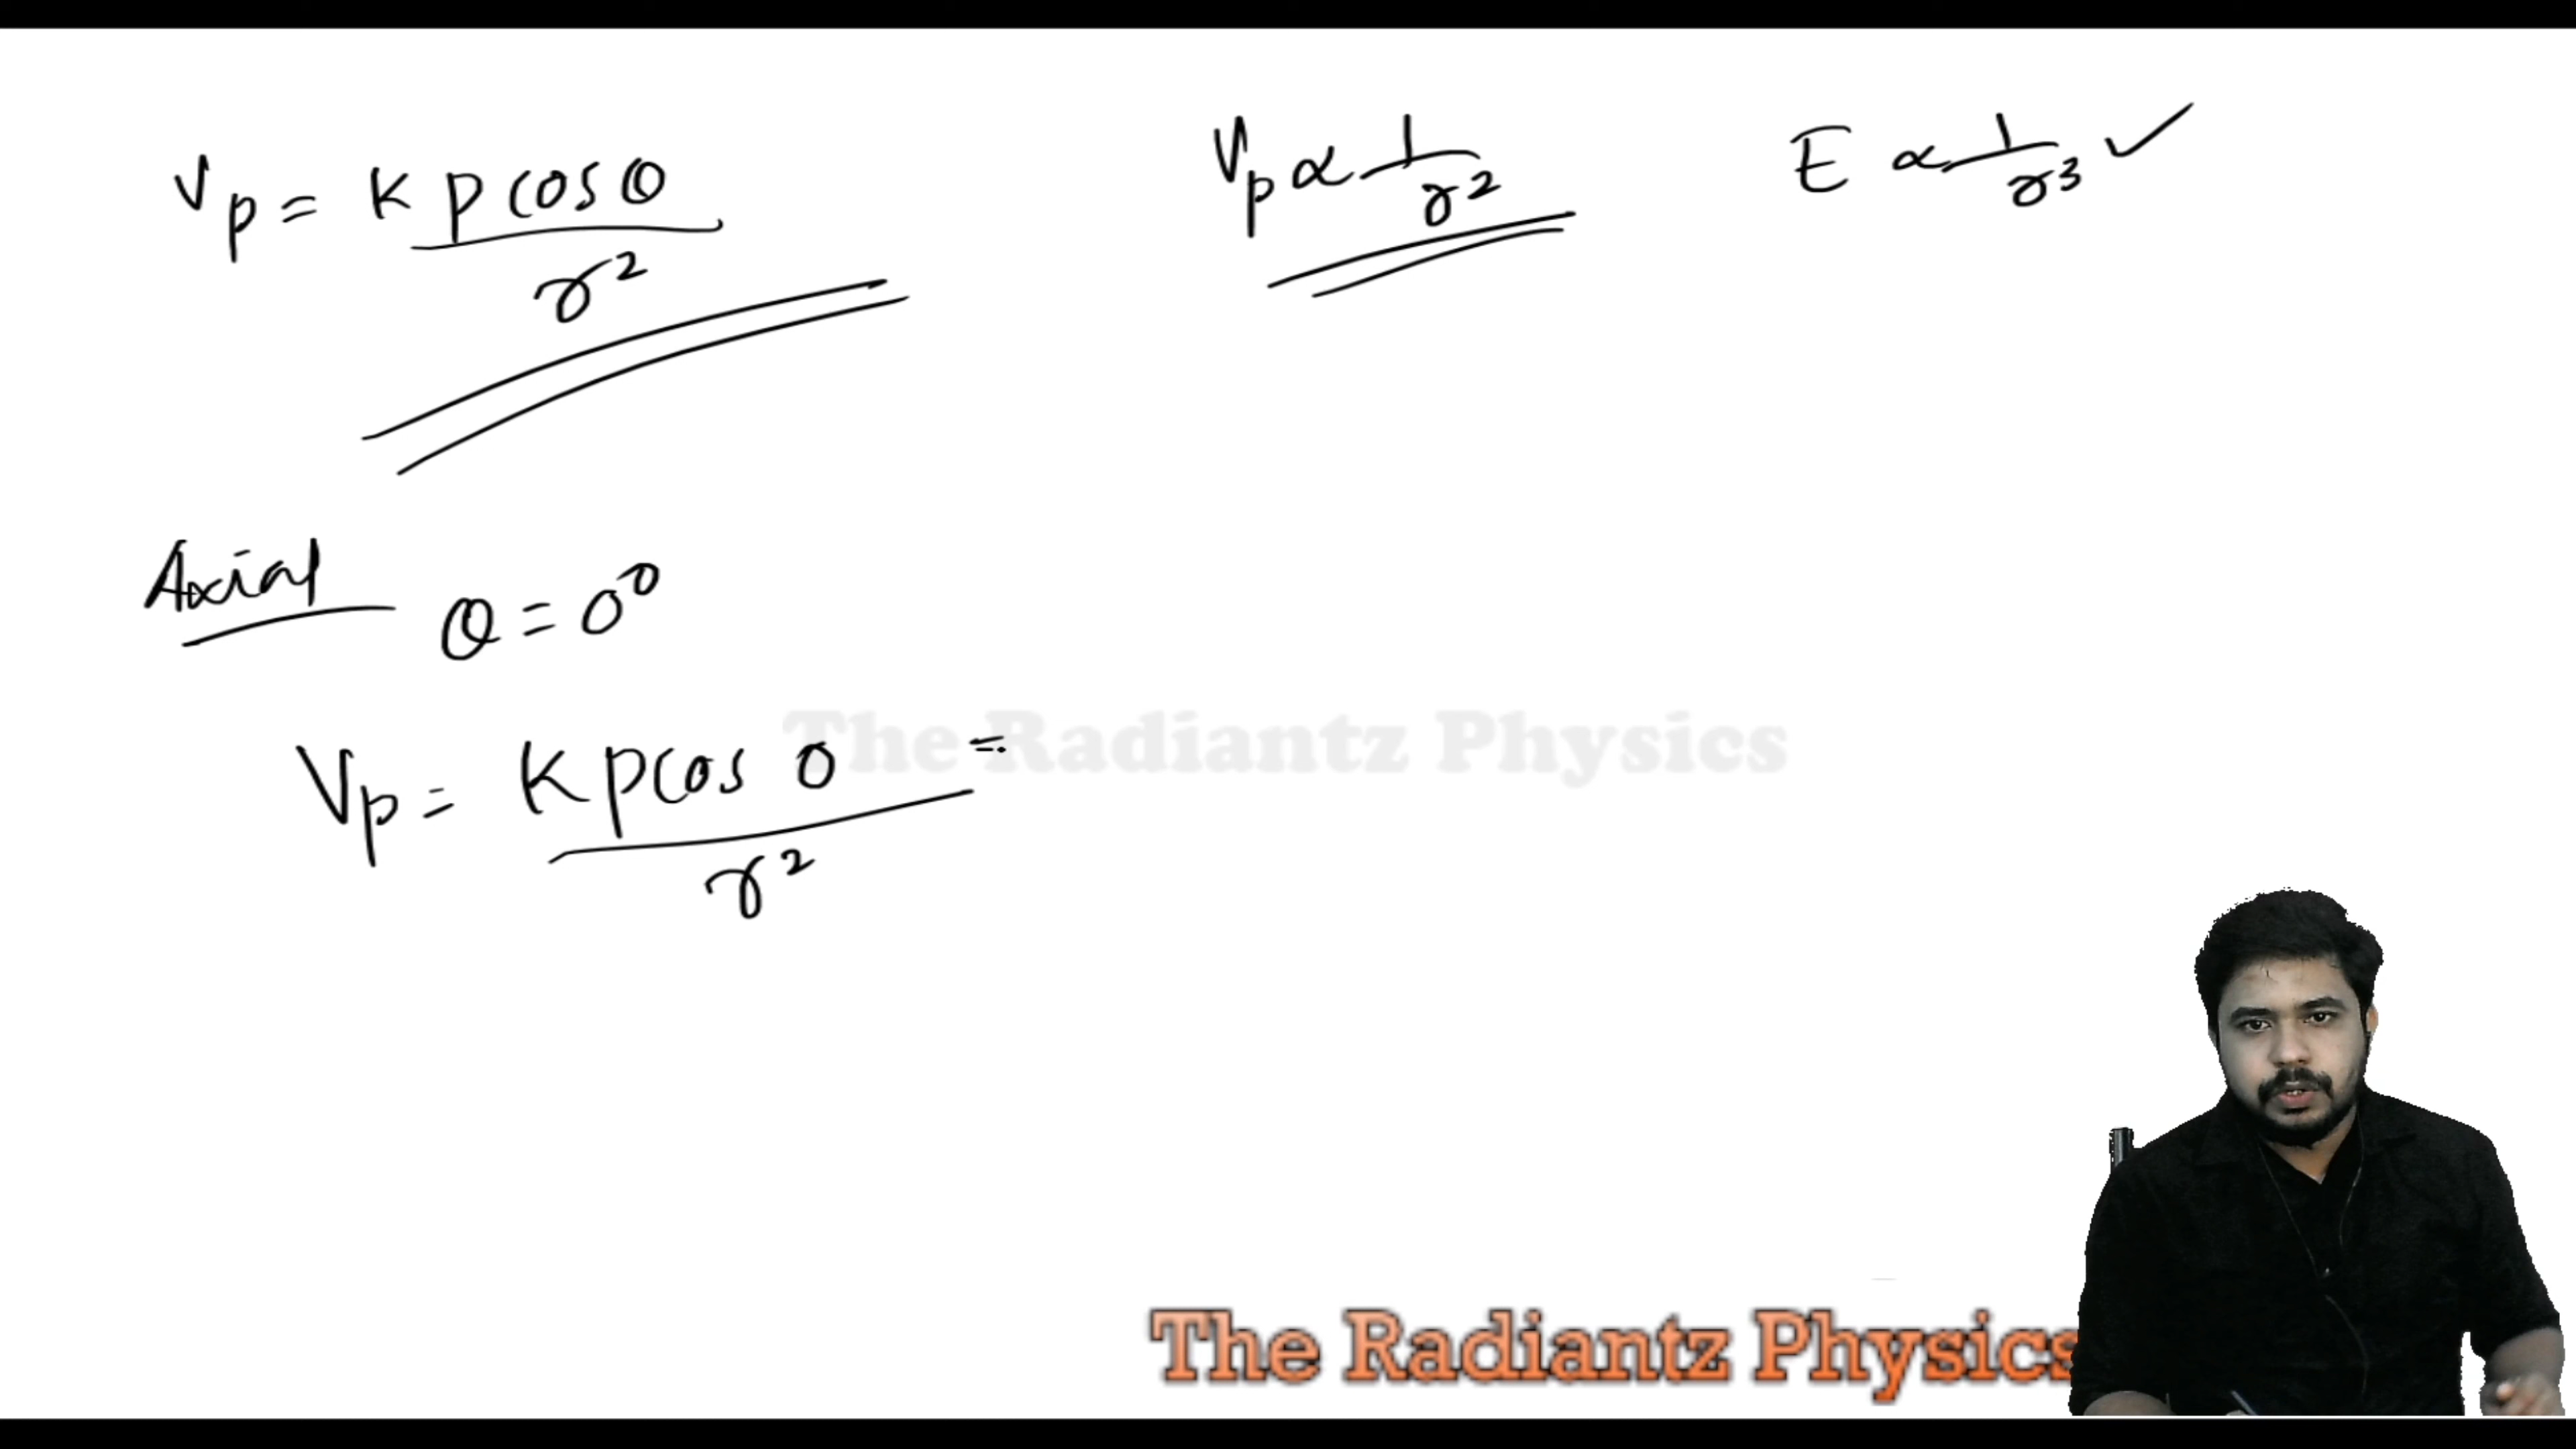 Vp = K p cos θ / r²
Vp ∝ 1/r²
E ∝ 1/r³ ✓
Axial θ = 0⁰
Vp = K p cos 0 / r² =
The Radiantz Physics
The Radiantz Physics